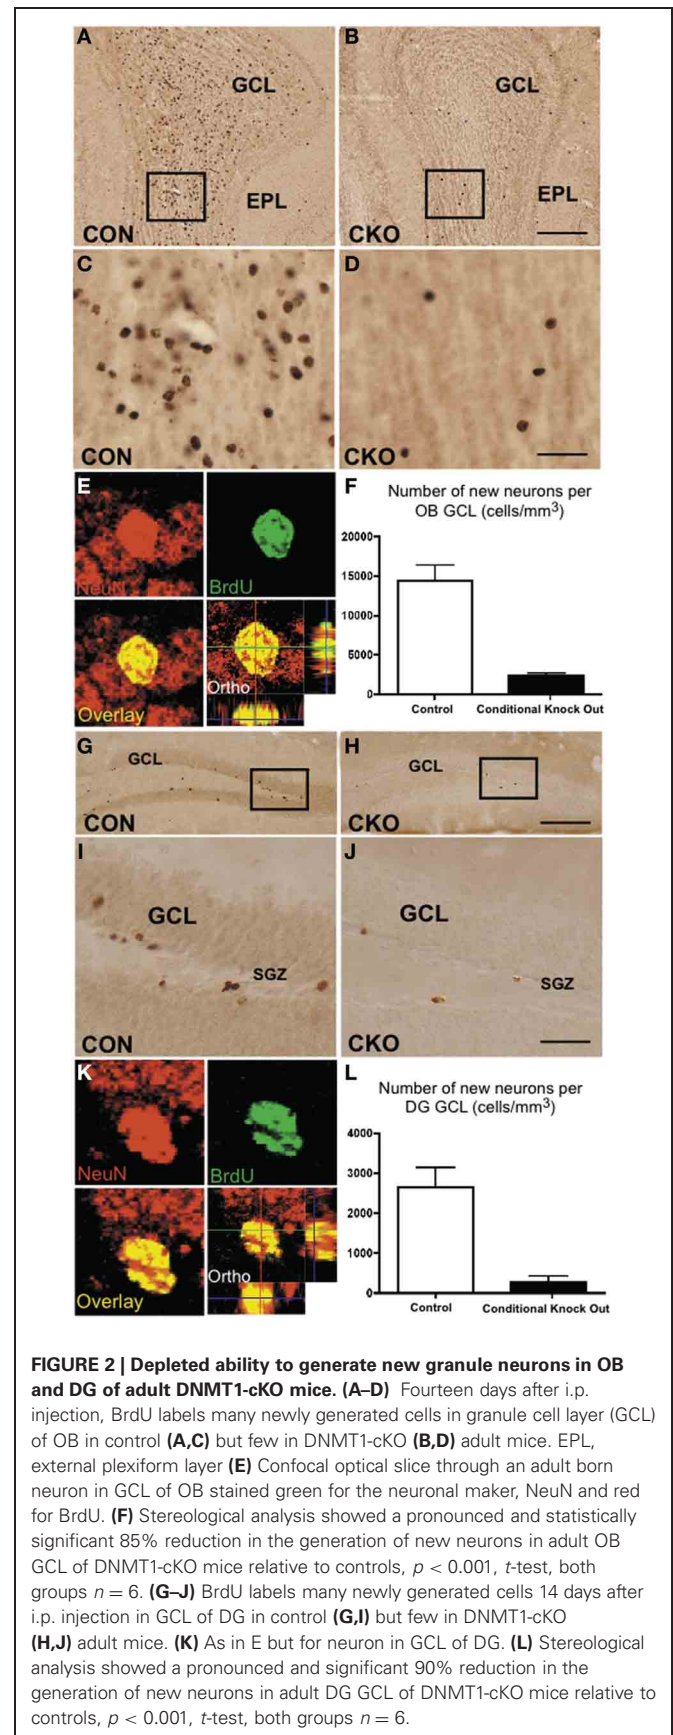 A
GCL
EPL
CON
B
GCL
EPL
CKO
C
CON
D
CKO
E
NeuN
BrdU
Overlay
Ortho
F
Number of new neurons per
OB GCL (cells/mm³)
20000
15000
10000
5000
0
Control Conditional Knock Out
G
GCL
CON
H
GCL
CKO
I
GCL
SGZ
CON
J
GCL
SGZ
CKO
K
NeuN
BrdU
Overlay
Ortho
L
Number of new neurons per
DG GCL (cells/mm³)
4000
3000
2000
1000
0
Control Conditional Knock Out
FIGURE 2 | Depleted ability to generate new granule neurons in OB
and DG of adult DNMT1-cKO mice. (A–D) Fourteen days after i.p.
injection, BrdU labels many newly generated cells in granule cell layer (GCL)
of OB in control (A,C) but few in DNMT1-cKO (B,D) adult mice. EPL,
external plexiform layer (E) Confocal optical slice through an adult born
neuron in GCL of OB stained green for the neuronal maker, NeuN and red
for BrdU. (F) Stereological analysis showed a pronounced and statistically
significant 85% reduction in the generation of new neurons in adult OB
GCL of DNMT1-cKO mice relative to controls, p < 0.001, t-test, both
groups n = 6. (G–J) BrdU labels many newly generated cells 14 days after
i.p. injection in GCL of DG in control (G,I) but few in DNMT1-cKO
(H,J) adult mice. (K) As in E but for neuron in GCL of DG. (L) Stereological
analysis showed a pronounced and significant 90% reduction in the
generation of new neurons in adult DG GCL of DNMT1-cKO mice relative to
controls, p < 0.001, t-test, both groups n = 6.